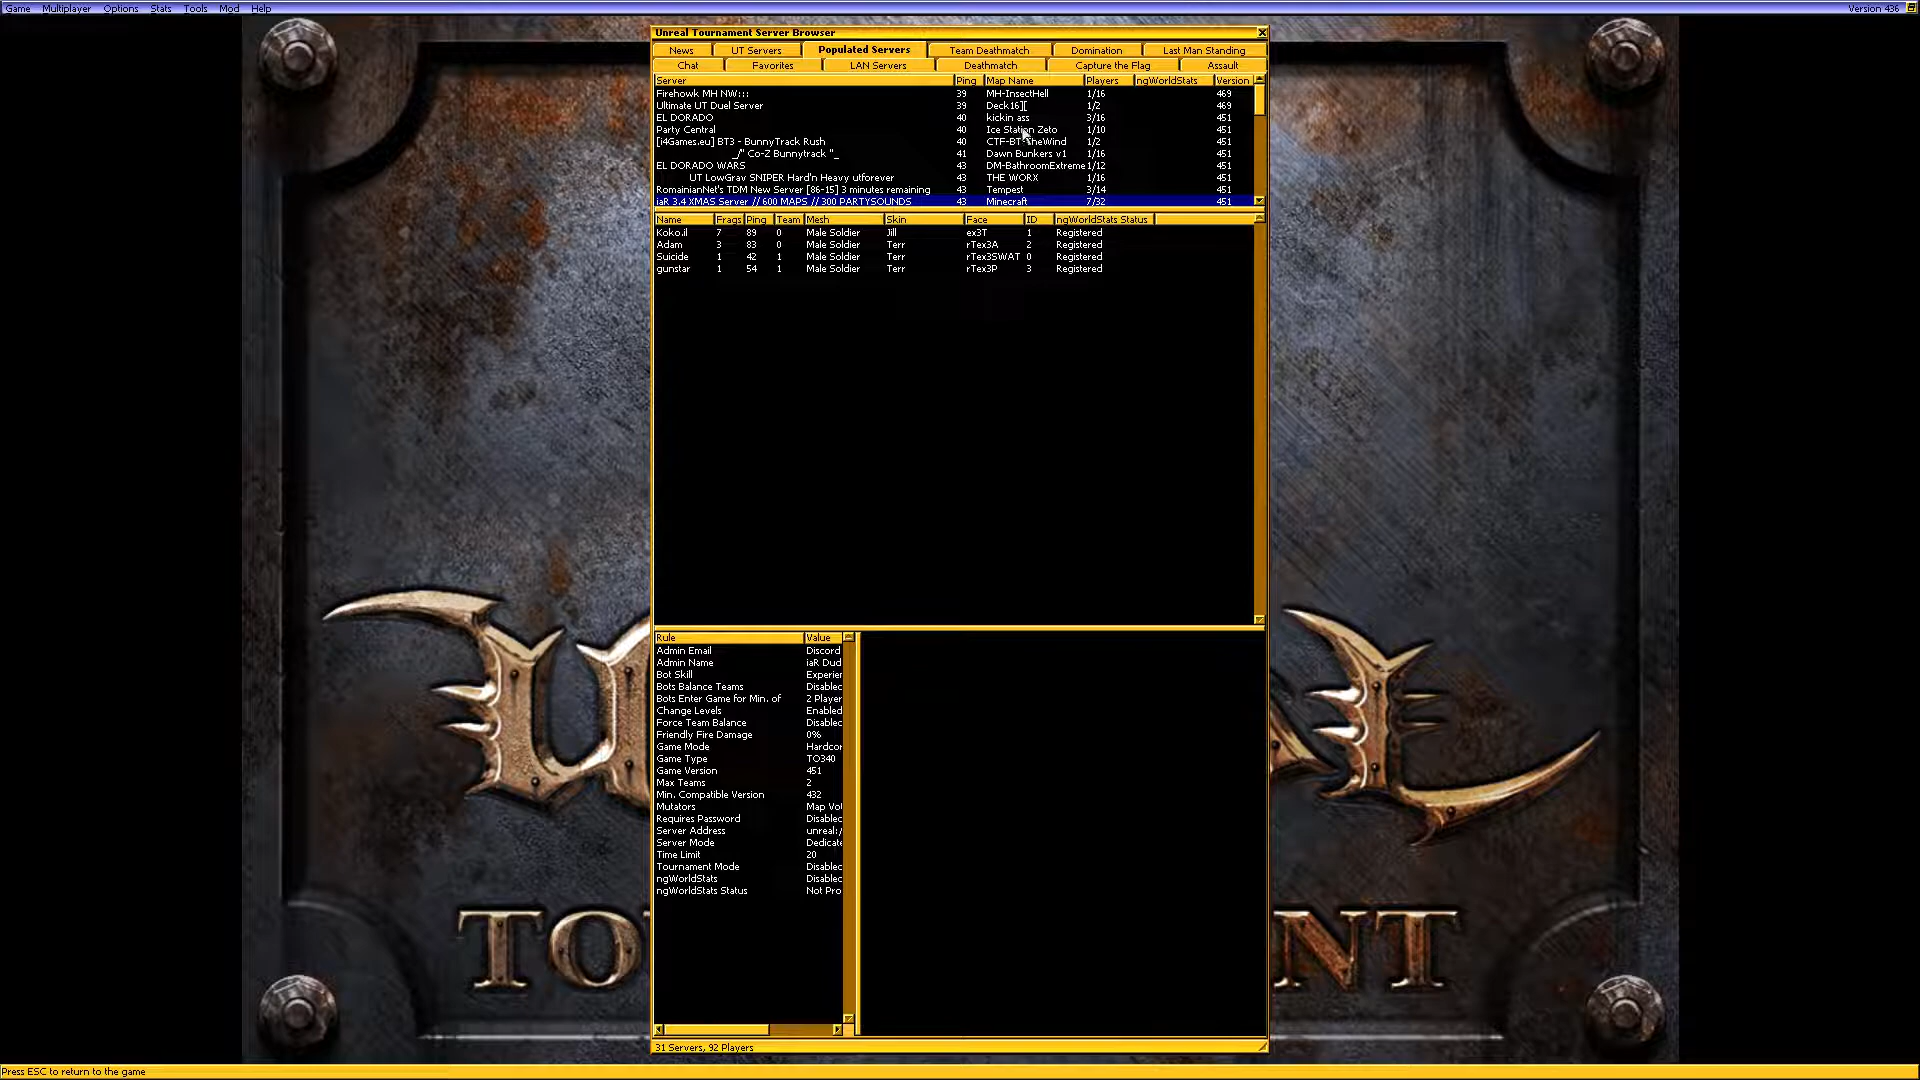 Game Multiplayer Options Stats Tools Mod Help Version 436
Unreal Tournament Server Browser
News UT Servers Populated Servers Team Deathmatch Domination Last Man Standing
Chat Favorites LAN Servers Deathmatch Capture the Flag Assault
Server Ping Map Name Players ngWorldStats Version
Firehowk MH NW::: 39 MH-InsectHell 1/16 469
Ultimate UT Duel Server 39 Deck16][ 1/2 469
EL DORADO 40 kickin ass 3/16 451
Party Central 40 Ice Station Zeto 1/10 451
[i4Games.eu] BT3 - BunnyTrack Rush 40 CTF-BT-TheWind 1/2 451
_/" Co-Z Bunnytrack "_ 41 Dawn Bunkers v1 1/16 451
EL DORADO WARS 43 DM-BathroomExtreme 1/12 451
UT LowGrav SNIPER Hard'n Heavy utforever 43 THE WORX 1/16 451
RomainianNet's TDM New Server [86-15] 3 minutes remaining 43 Tempest 3/14 451
iaR 3.4 XMAS Server // 600 MAPS // 300 PARTYSOUNDS 43 Minecraft 7/32 451
Name Frags Ping Team Mesh Skin Face ID ngWorldStats Status
Koko.il 7 89 0 Male Soldier Jill ex3T 1 Registered
Adam 3 83 0 Male Soldier Terr rTex3A 2 Registered
Suicide 1 42 1 Male Soldier Terr rTex3SWAT 0 Registered
gunstar 1 54 1 Male Soldier Terr rTex3P 3 Registered
Rule Value
Admin Email Discord
Admin Name iaR Dud
Bot Skill Experier
Bots Balance Teams Disablec
Bots Enter Game for Min. of 2 Player
Change Levels Enabled
Force Team Balance Disablec
Friendly Fire Damage 0%
Game Mode Hardcor
Game Type TO340
Game Version 451
Max Teams 2
Min. Compatible Version 432
Mutators Map Vo
Requires Password Disablec
Server Address unreal:/
Server Mode Dedicate
Time Limit 20
Tournament Mode Disablec
ngWorldStats Disablec
ngWorldStats Status Not Pro
31 Servers, 92 Players
Press ESC to return to the game